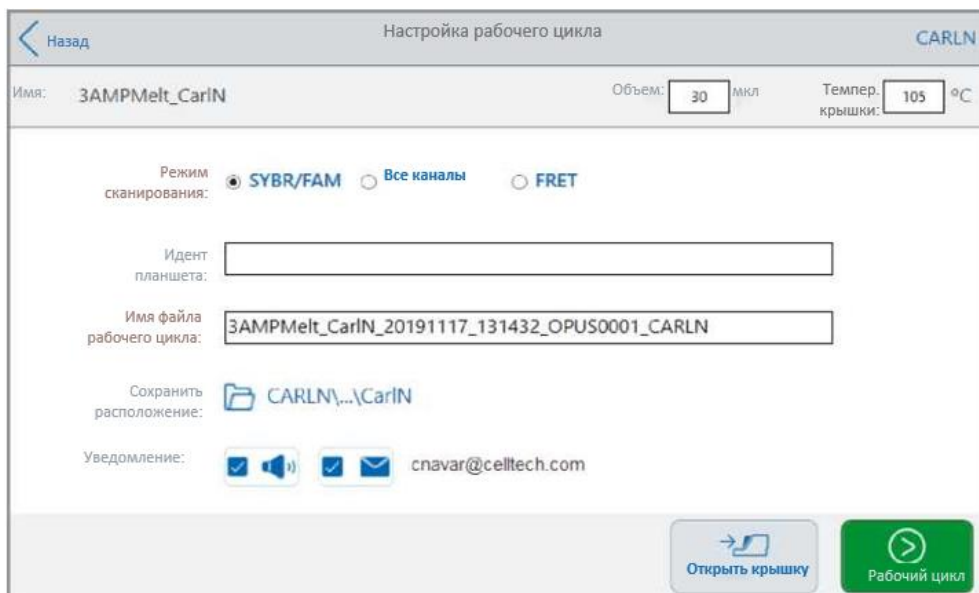 Назад
Настройка рабочего цикла
CARLN
Имя: 3AMPMelt_CarlN
Объем: 30 мкл
Темпер. крышки: 105 °C
Режим сканирования:
SYBR/FAM
Все каналы
FRET
Идент планшета:
Имя файла
рабочего цикла:
3AMPMelt_CarlN_20191117_131432_OPUS0001_CARLN
Сохранить
расположение:
CARLN\...\CarlN
Уведомление:
cnavar@celltech.com
Открыть крышку
Рабочий цикл